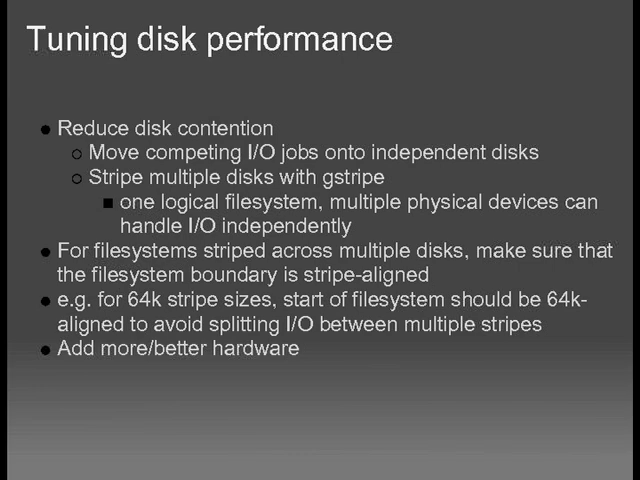 Tuning disk performance
● Reduce disk contention
○ Move competing I/O jobs onto independent disks
○ Stripe multiple disks with gstripe
■ one logical filesystem, multiple physical devices can
handle I/O independently
● For filesystems striped across multiple disks, make sure that
the filesystem boundary is stripe-aligned
● e.g. for 64k stripe sizes, start of filesystem should be 64k-
aligned to avoid splitting I/O between multiple stripes
● Add more/better hardware